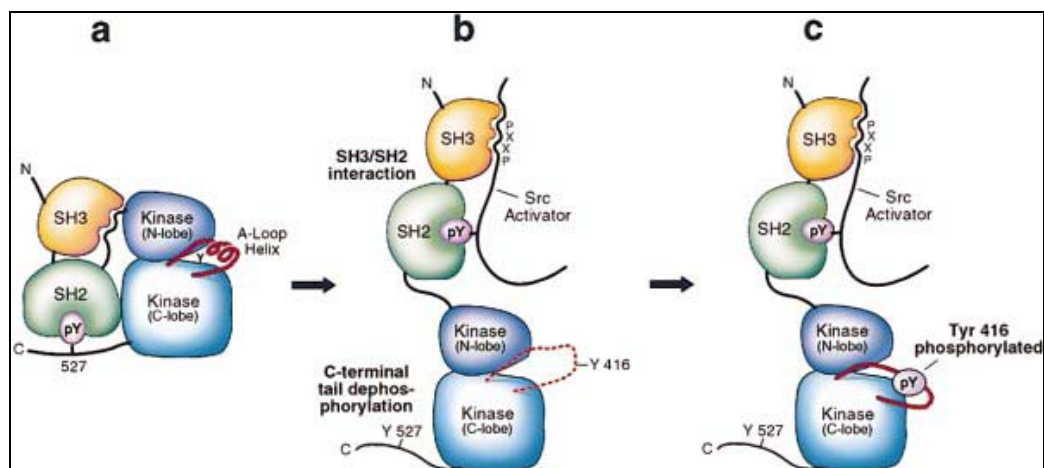 a
b
c
N
SH3
Kinase
(N-lobe)
A-Loop
Helix
Y
SH2
Kinase
(C-lobe)
pY
C
527
N
SH3
P
X
X
P
SH3/SH2
interaction
Src
Activator
SH2
pY
Kinase
(N-lobe)
Y 416
C-terminal
tail dephos-
phorylation
Kinase
(C-lobe)
Y 527
C
N
SH3
P
X
X
P
Src
Activator
SH2
pY
Kinase
(N-lobe)
Tyr 416
phosphorylated
pY
Kinase
(C-lobe)
Y 527
C